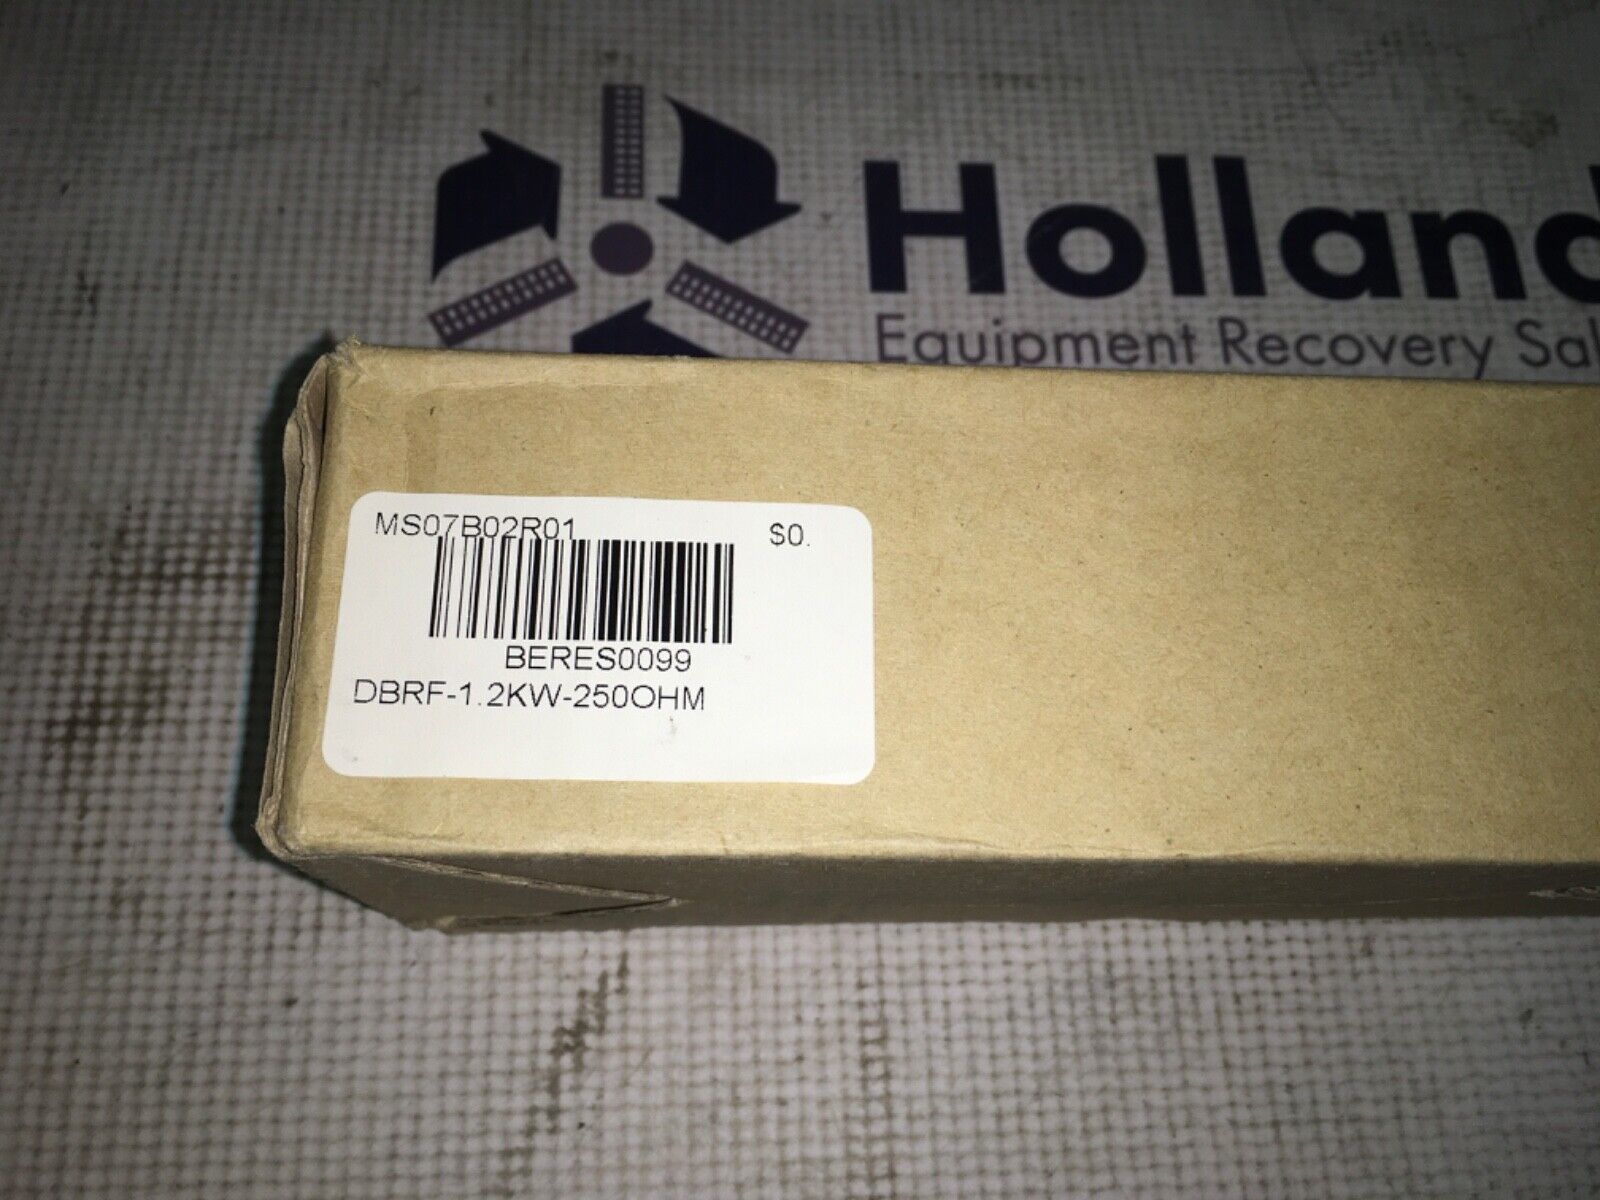 Holland
Equipment Recovery Sal
MS07B02R01 $0.
BERES0099
DBRF-1.2KW-250OHM